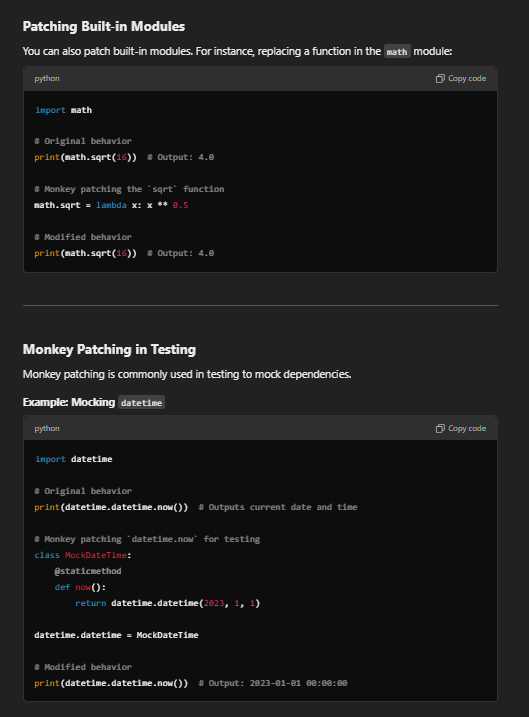 Patching Built-in Modules
You can also patch built-in modules. For instance, replacing a function in the math module:
python
Copy code
import math
# Original behavior
print(math.sqrt(16))  # Output: 4.0
# Monkey patching the `sqrt` function
math.sqrt = lambda x: x ** 0.5
# Modified behavior
print(math.sqrt(16))  # Output: 4.0
Monkey Patching in Testing
Monkey patching is commonly used in testing to mock dependencies.
Example: Mocking datetime
python
Copy code
import datetime
# Original behavior
print(datetime.datetime.now())  # Outputs current date and time
# Monkey patching `datetime.now` for testing
class MockDateTime:
    @staticmethod
    def now():
        return datetime.datetime(2023, 1, 1)
datetime.datetime = MockDateTime
# Modified behavior
print(datetime.datetime.now())  # Output: 2023-01-01 00:00:00